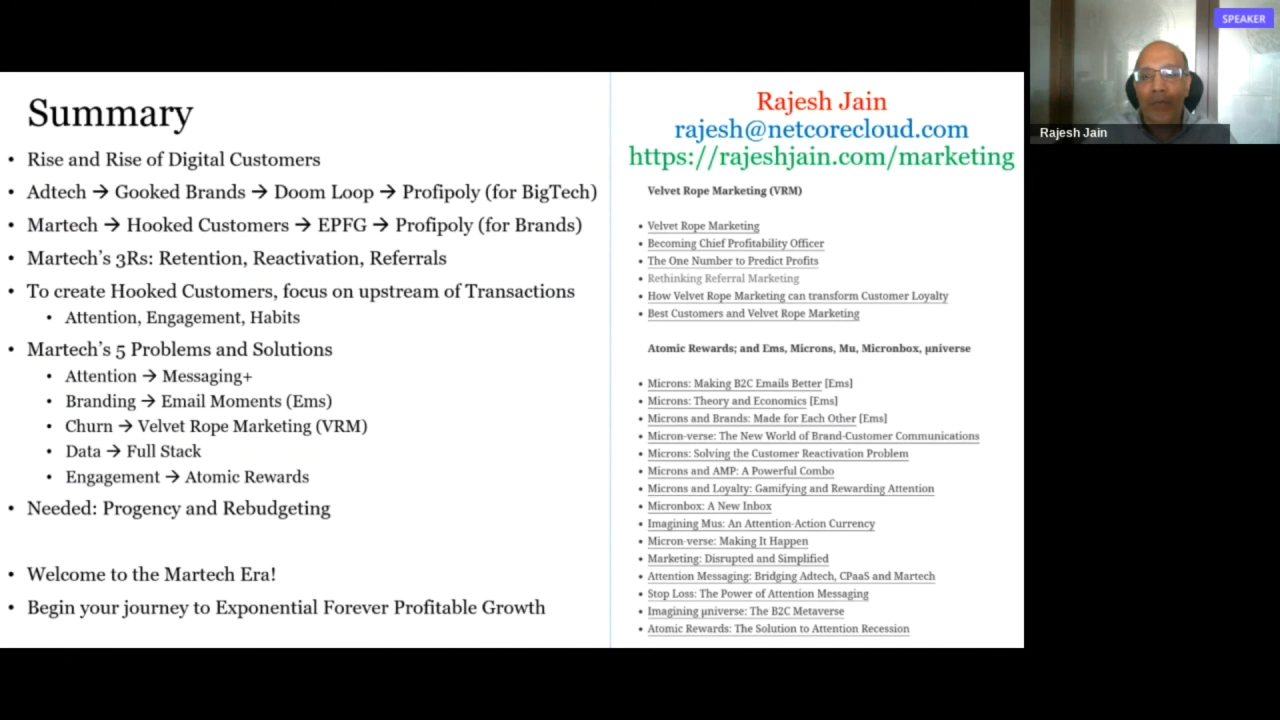 Summary
• Rise and Rise of Digital Customers
• Adtech → Gooked Brands → Doom Loop → Profipoly (for BigTech)
• Martech → Hooked Customers → EPFG → Profipoly (for Brands)
• Martech's 3Rs: Retention, Reactivation, Referrals
• To create Hooked Customers, focus on upstream of Transactions
• Attention, Engagement, Habits
• Martech's 5 Problems and Solutions
• Attention → Messaging+
• Branding → Email Moments (Ems)
• Churn → Velvet Rope Marketing (VRM)
• Data → Full Stack
• Engagement → Atomic Rewards
• Needed: Progency and Rebudgeting
• Welcome to the Martech Era!
• Begin your journey to Exponential Forever Profitable Growth
Rajesh Jain
rajesh@netcorecloud.com
https://rajeshjain.com/marketing
Velvet Rope Marketing (VRM)
• Velvet Rope Marketing
• Becoming Chief Profitability Officer
• The One Number to Predict Profits
• Rethinking Referral Marketing
• How Velvet Rope Marketing can transform Customer Loyalty
• Best Customers and Velvet Rope Marketing
Atomic Rewards; and Ems, Microns, Mu, Micronbox, µniverse
• Microns: Making B2C Emails Better [Ems]
• Microns: Theory and Economics [Ems]
• Microns and Brands: Made for Each Other [Ems]
• Micron-verse: The New World of Brand-Customer Communications
• Microns: Solving the Customer Reactivation Problem
• Microns and AMP: A Powerful Combo
• Microns and Loyalty: Gamifying and Rewarding Attention
• Micronbox: A New Inbox
• Imagining Mus: An Attention-Action Currency
• Micron-verse: Making It Happen
• Marketing: Disrupted and Simplified
• Attention Messaging: Bridging Adtech, CPaaS and Martech
• Stop Loss: The Power of Attention Messaging
• Imagining µniverse: The B2C Metaverse
• Atomic Rewards: The Solution to Attention Recession
SPEAKER
Rajesh Jain